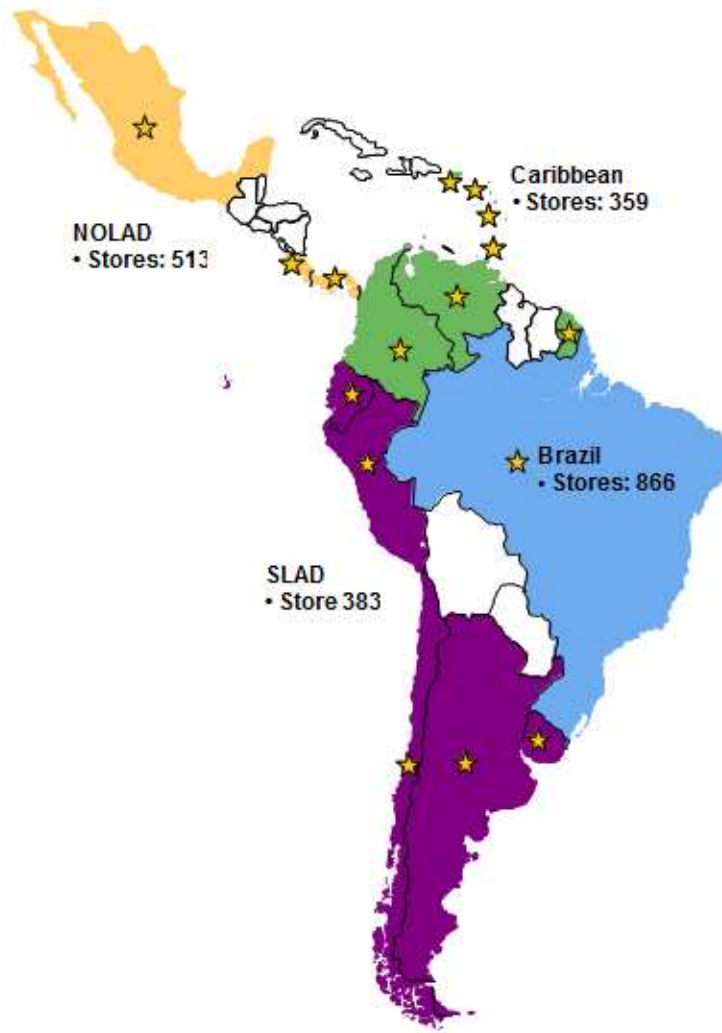 Caribbean
• Stores: 359
NOLAD
• Stores: 513
Brazil
• Stores: 866
SLAD
• Store 383